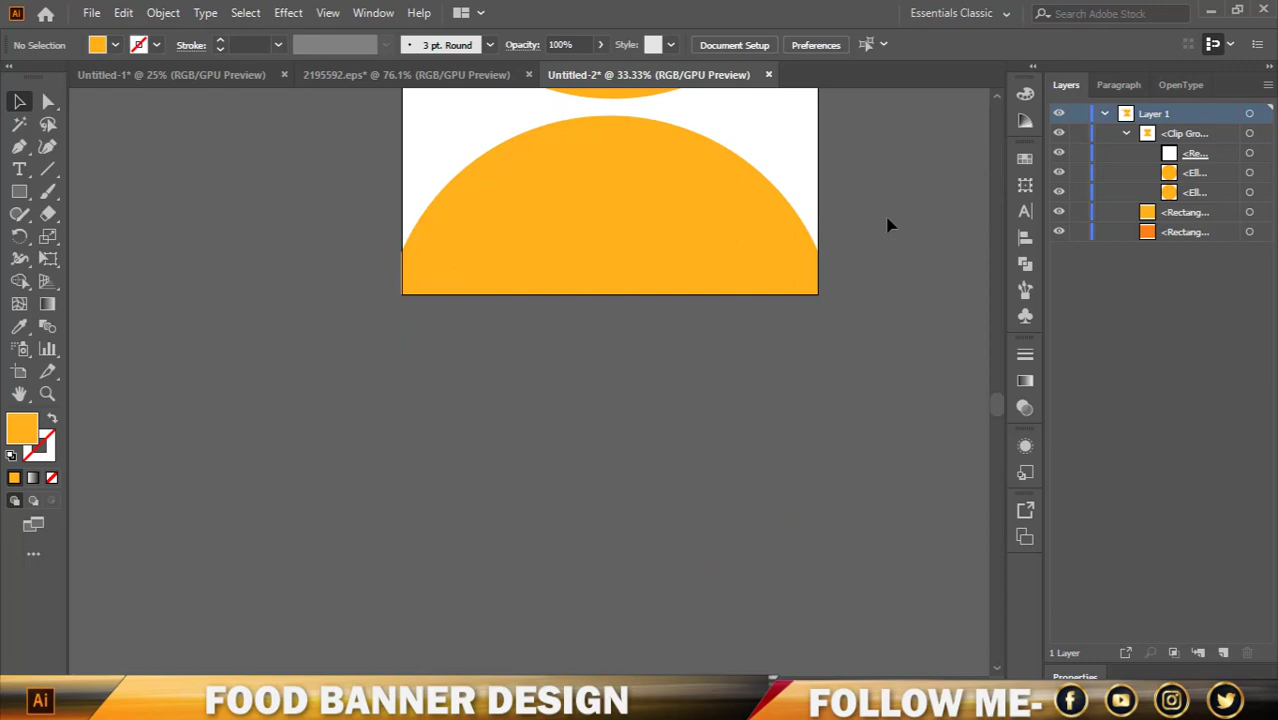 Ai File Edit Object Type Select Effect View Window Help Essentials Classic Search Adobe Stock
No Selection Stroke: 3 pt. Round Opacity: 100% Style: Document Setup Preferences
Untitled-1* @ 25% (RGB/GPU Preview) × 2195592.eps* @ 76.1% (RGB/GPU Preview) × Untitled-2* @ 33.33% (RGB/GPU Preview) ×
Layers Paragraph OpenType
Layer 1
<Clip Gro...
<Re...
<Ell...
<Ell...
<Rectang...
<Rectang...
1 Layer
Properties
Ai FOOD BANNER DESIGN FOLLOW ME-